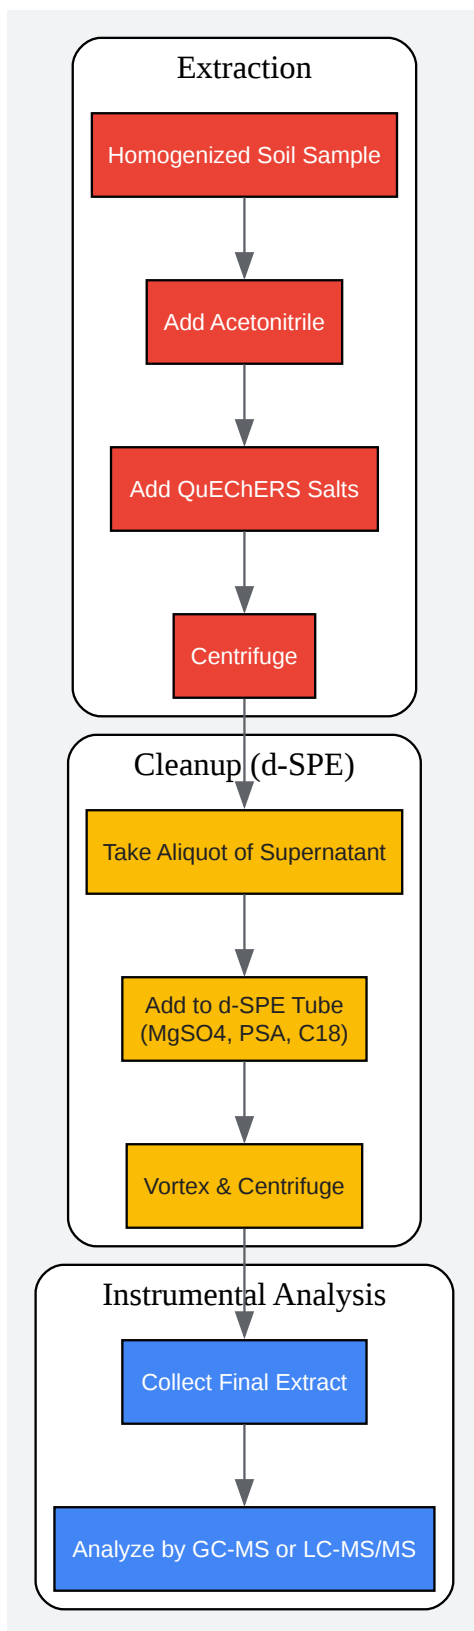 Extraction
Homogenized Soil Sample
Add Acetonitrile
Add QuEChERS Salts
Centrifuge
Cleanup (d-SPE)
Take Aliquot of Supernatant
Add to d-SPE Tube
(MgSO4, PSA, C18)
Vortex & Centrifuge
Instrumental Analysis
Collect Final Extract
Analyze by GC-MS or LC-MS/MS